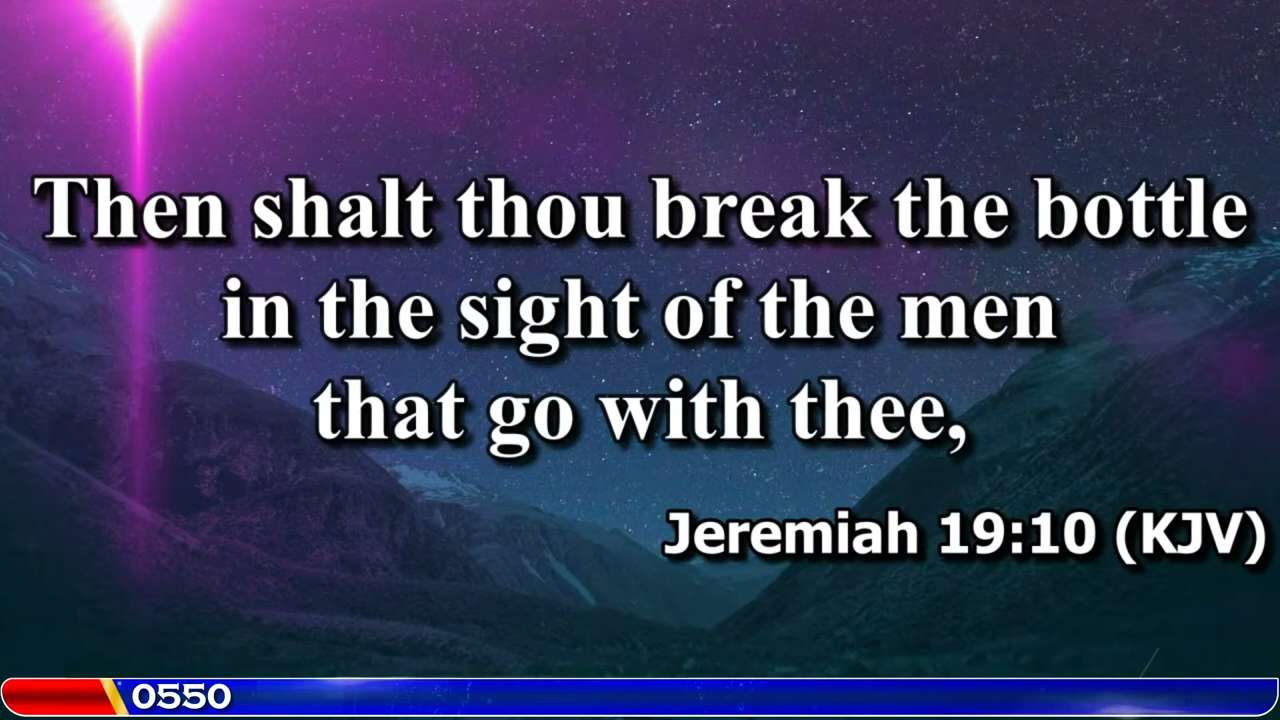 Then shalt thou break the bottle
in the sight of the men
that go with thee,
Jeremiah 19:10 (KJV)
0550